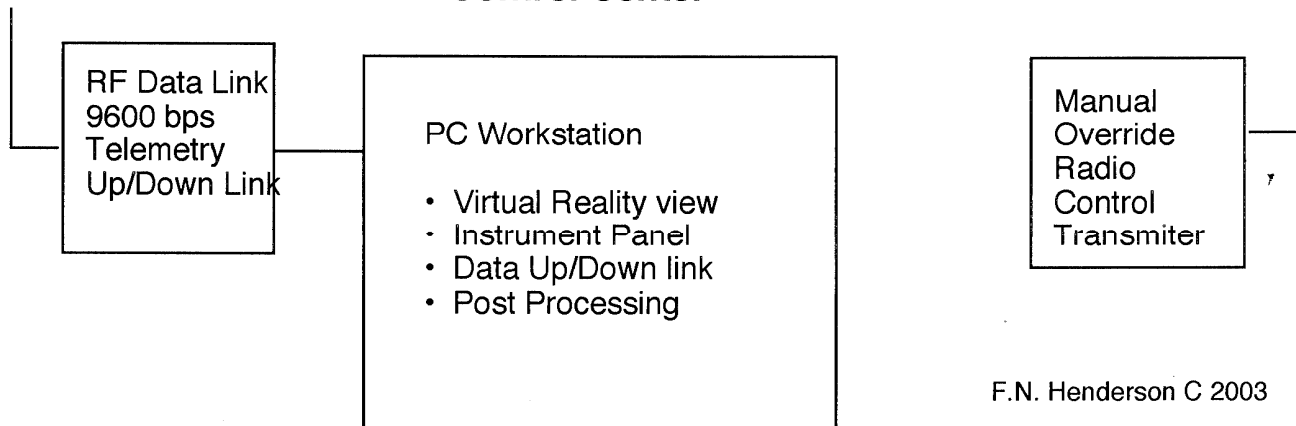 RF Data Link
9600 bps
Telemetry
Up/Down Link
PC Workstation
• Virtual Reality view
• Instrument Panel
• Data Up/Down link
• Post Processing
Manual
Override
Radio
Control
Transmiter
F.N. Henderson C 2003